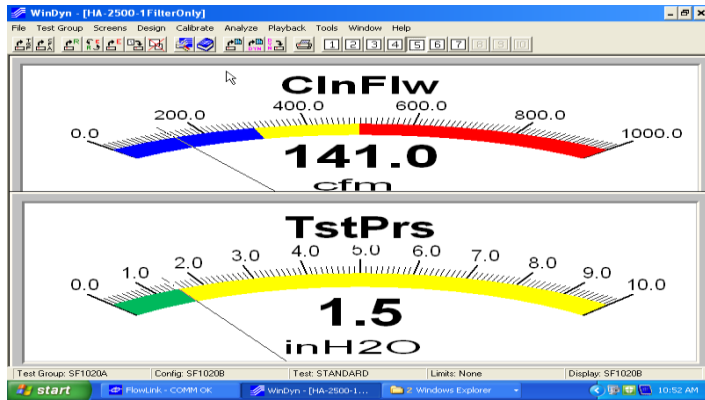 WinDyn - [HA-2500-1FilterOnly]
File Test Group Screens Design Calibrate Analyze Playback Tools Window Help
1 2 3 4 5 6 7 8 9 10
ClnFlw
0.0 200.0 400.0 600.0 800.0 1000.0
141.0
cfm
TstPrs
0.0 1.0 2.0 3.0 4.0 5.0 6.0 7.0 8.0 9.0 10.0
1.5
inH2O
Test Group: SF1020A Config: SF1020B Test: STANDARD Limits: None Display: SF1020B
start FlowLink - COMM OK WinDyn - [HA-2500-1... 2 Windows Explorer 10:52 AM